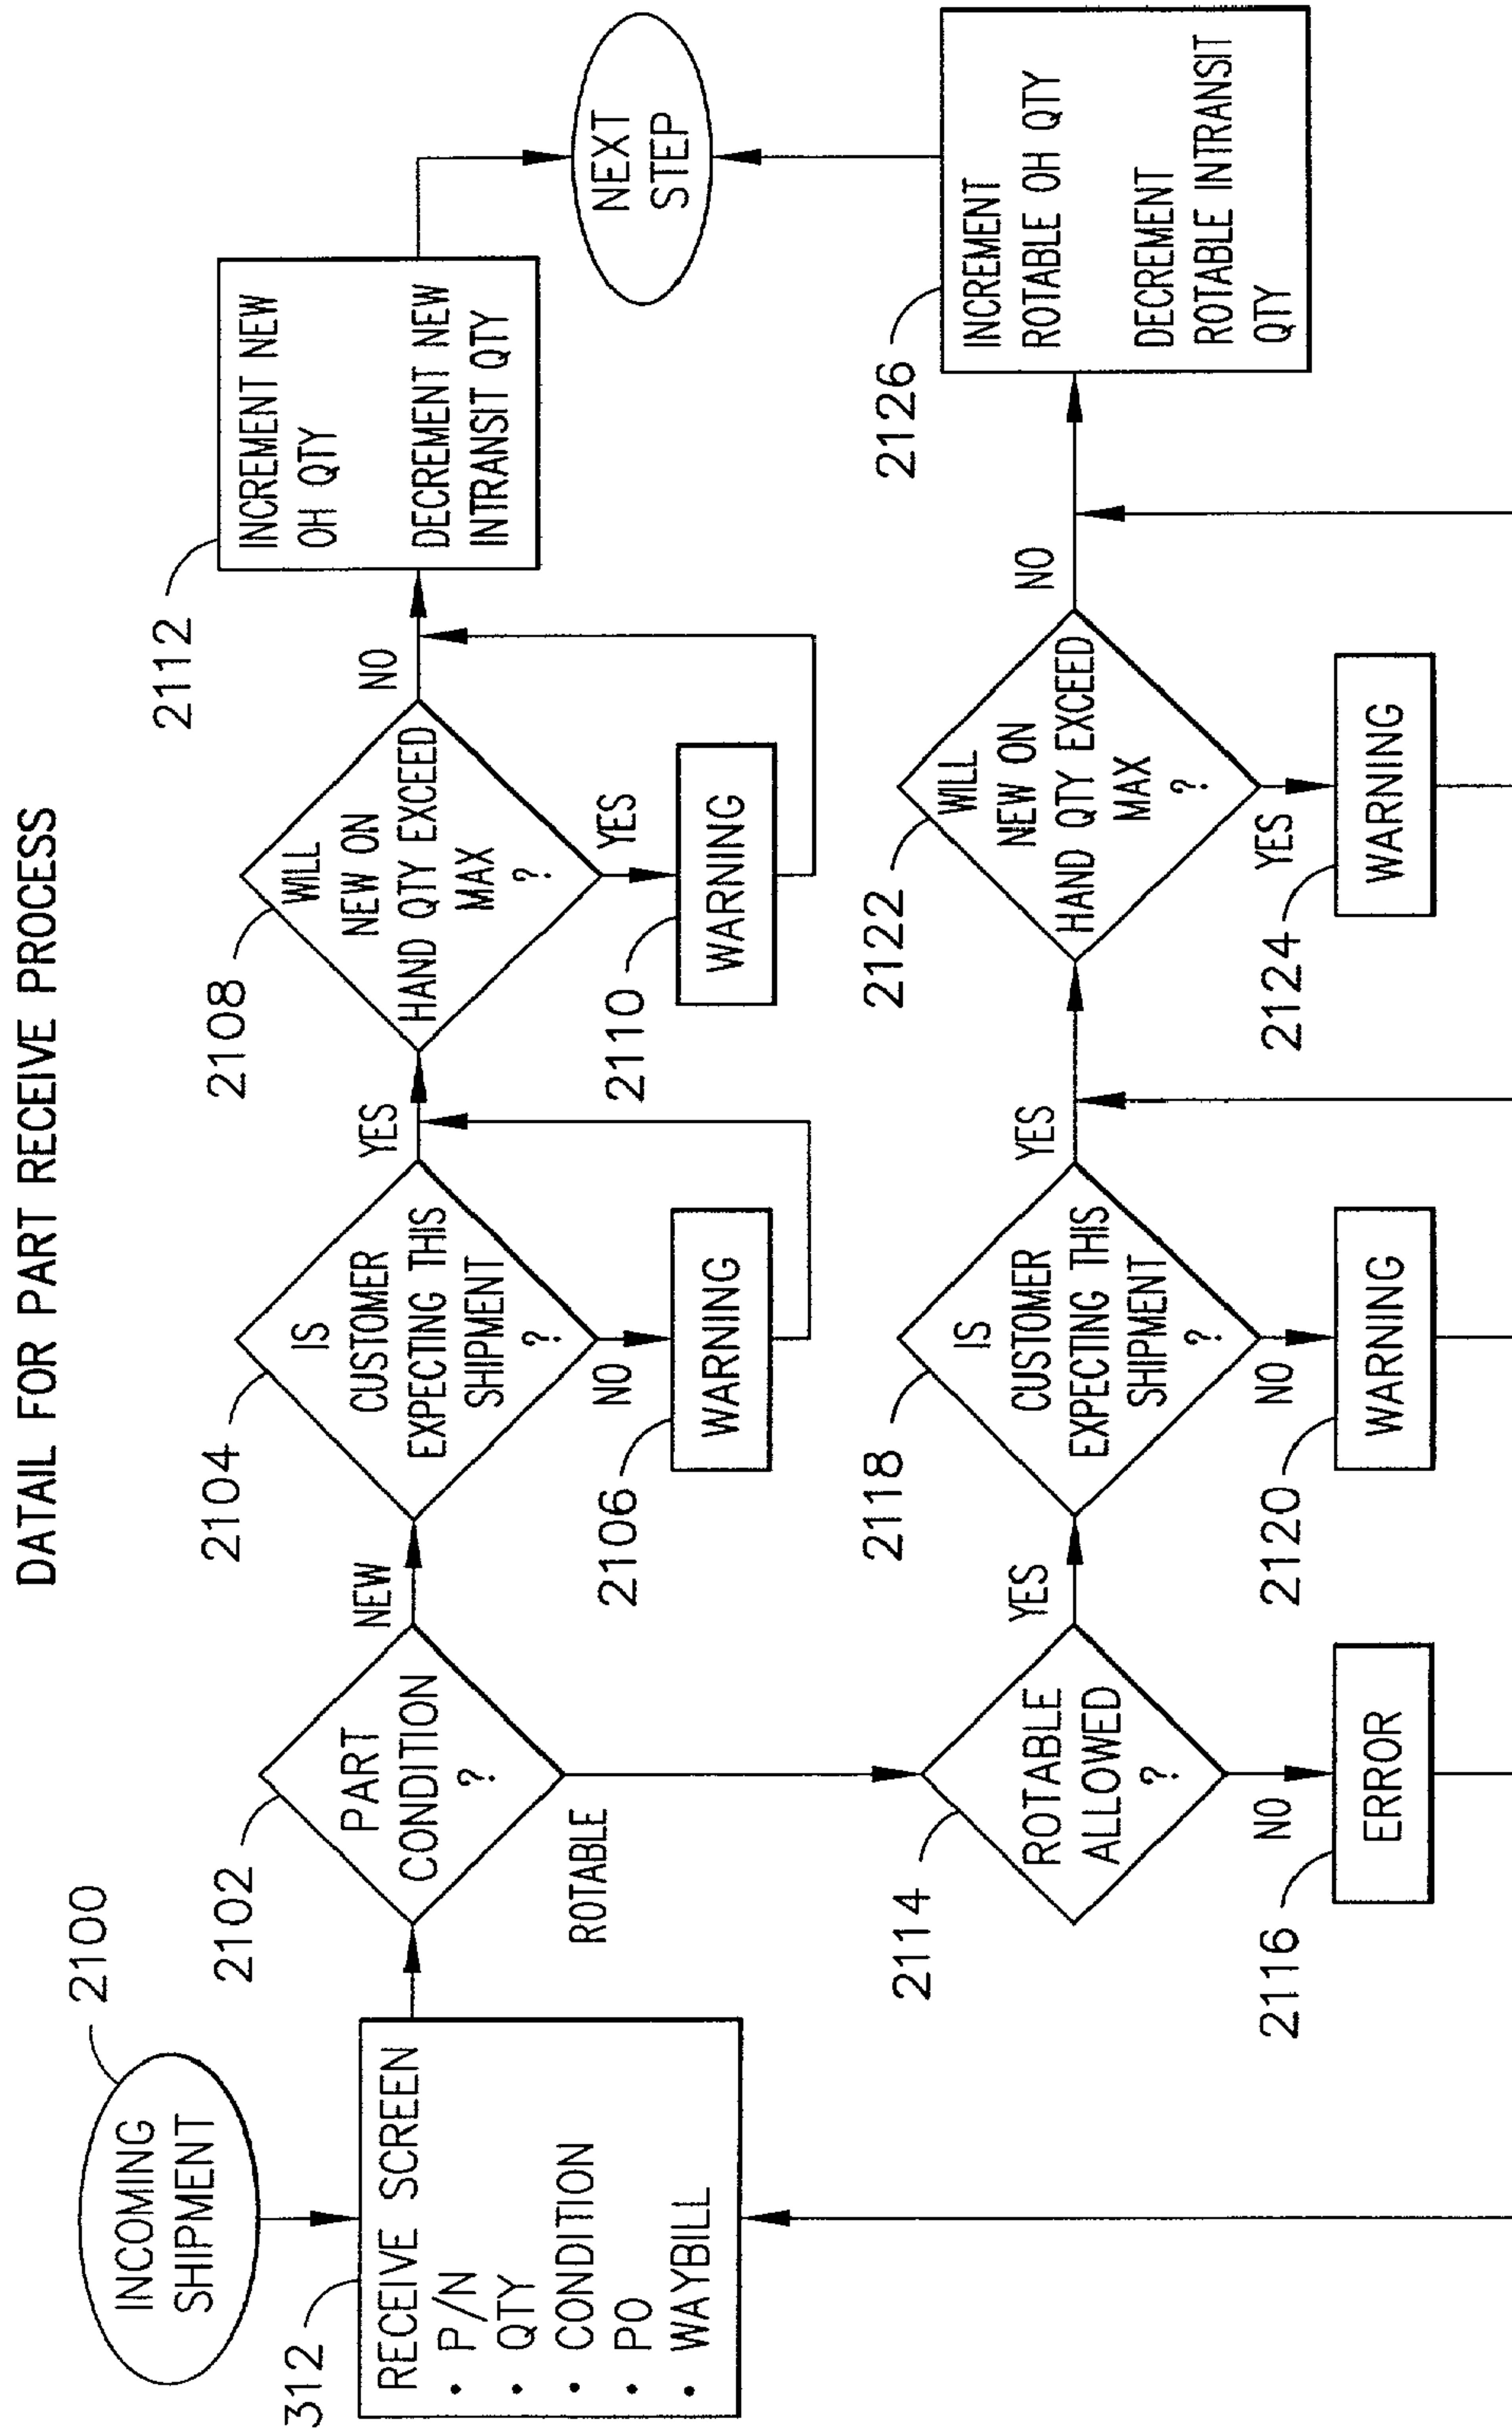 DATAIL FOR PART RECEIVE PROCESS
2100
INCOMING
SHIPMENT
312
RECEIVE SCREEN
• P/N
• QTY
• CONDITION
• PO
• WAYBILL
2102
PART
CONDITION
?
NEW
ROTABLE
2104
IS
CUSTOMER
EXPECTING THIS
SHIPMENT
?
YES
NO
2106
WARNING
2108
WILL
NEW ON
HAND QTY EXCEED
MAX
?
NO
YES
2110
WARNING
2112
INCREMENT NEW
OH QTY
DECREMENT NEW
INTRANSIT QTY
NEXT
STEP
2114
ROTABLE
ALLOWED
?
YES
NO
2116
ERROR
2118
IS
CUSTOMER
EXPECTING THIS
SHIPMENT
?
YES
NO
2120
WARNING
2122
WILL
NEW ON
HAND QTY EXCEED
MAX
?
NO
YES
2124
WARNING
2126
INCREMENT
ROTABLE OH QTY
DECREMENT
ROTABLE INTRANSIT
QTY